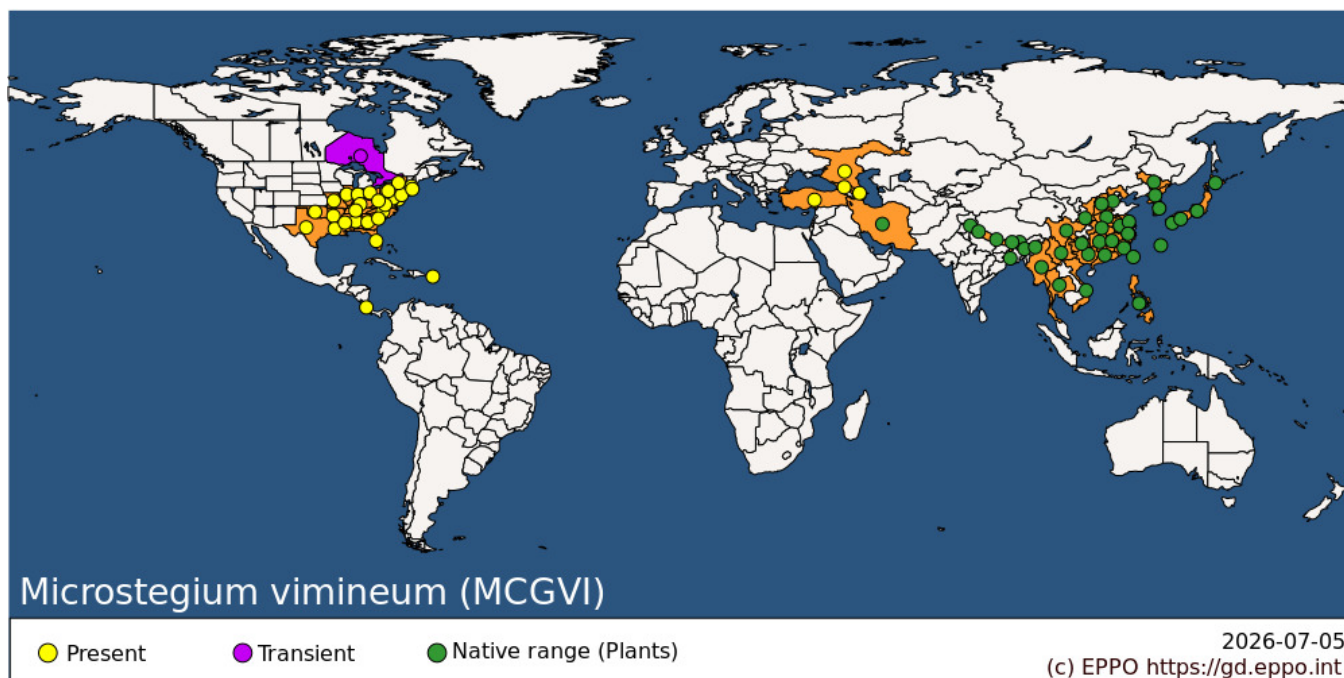 Microstegium vimineum (MCGVI)
Present
Transient
Native range (Plants)
2026-07-05
(c) EPPO https://gd.eppo.int